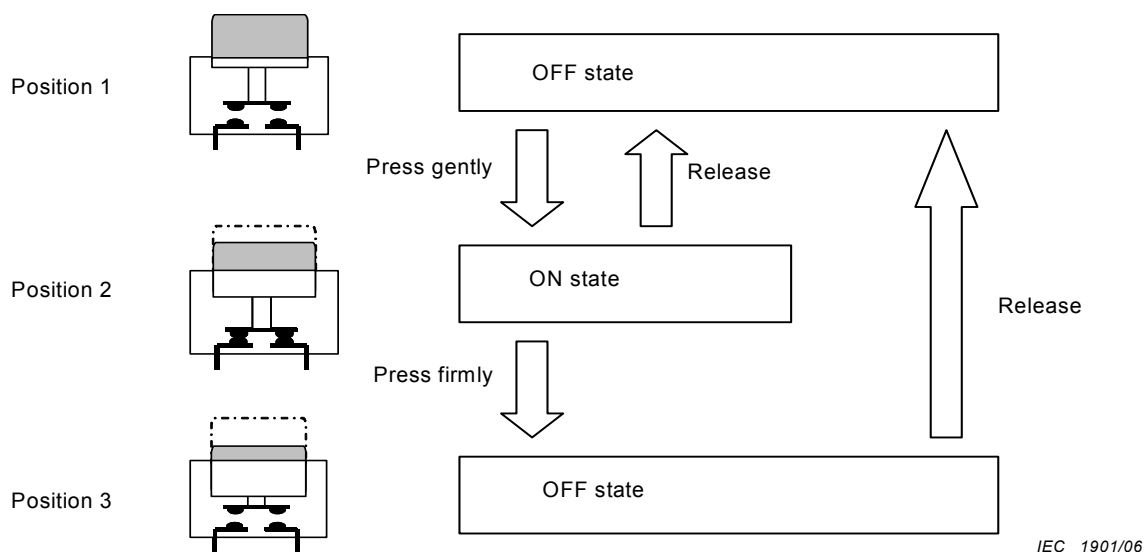 Position 1
OFF state
Press gently
Release
Position 2
ON state
Release
Press firmly
Position 3
OFF state
IEC 1901/06